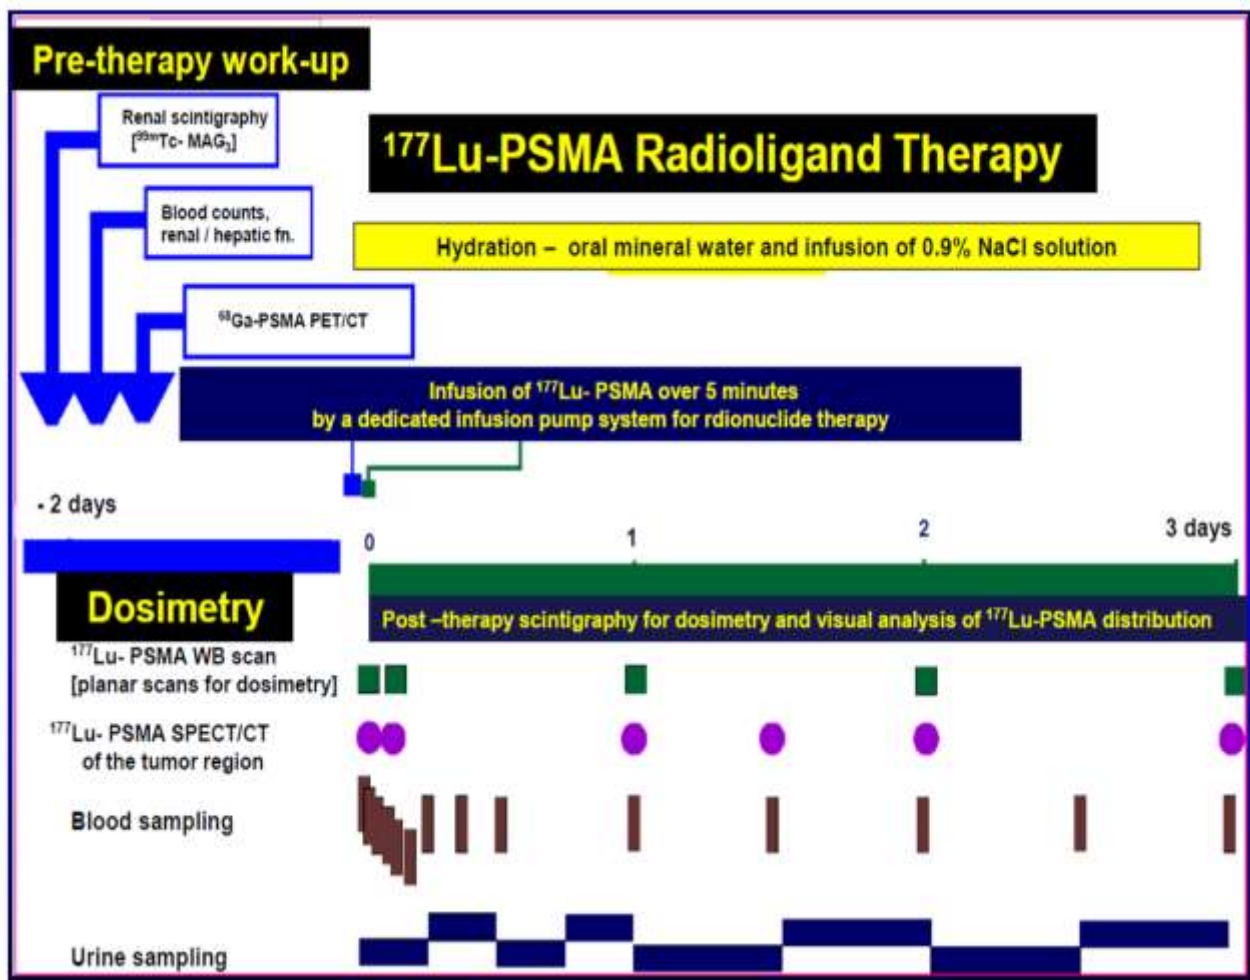 Pre-therapy work-up
Renal scintigraphy
[⁹⁹ᵐTc- MAG₃]
¹⁷⁷Lu-PSMA Radioligand Therapy
Blood counts,
renal / hepatic fn.
Hydration – oral mineral water and infusion of 0.9% NaCl solution
⁶⁸Ga-PSMA PET/CT
Infusion of ¹⁷⁷Lu- PSMA over 5 minutes
by a dedicated infusion pump system for rdionuclide therapy
- 2 days
0
1
2
3 days
Dosimetry
Post –therapy scintigraphy for dosimetry and visual analysis of ¹⁷⁷Lu-PSMA distribution
¹⁷⁷Lu- PSMA WB scan
[planar scans for dosimetry]
¹⁷⁷Lu- PSMA SPECT/CT
of the tumor region
Blood sampling
Urine sampling